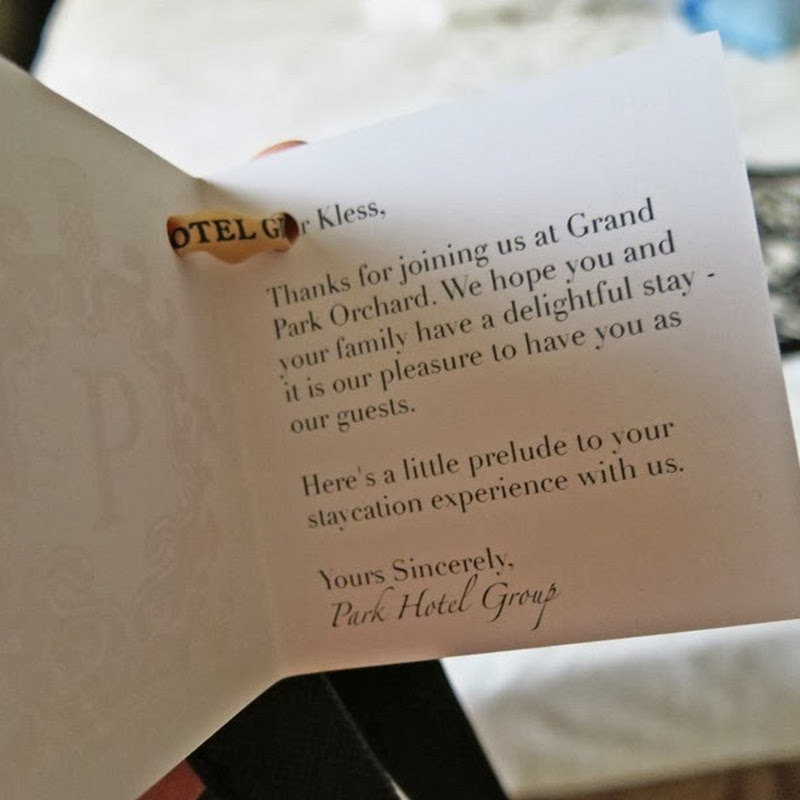 OTEL G
r Kless,
Thanks for joining us at Grand
Park Orchard. We hope you and
your family have a delightful stay -
it is our pleasure to have you as
our guests.
Here's a little prelude to your
staycation experience with us.
Yours Sincerely,
Park Hotel Group
P